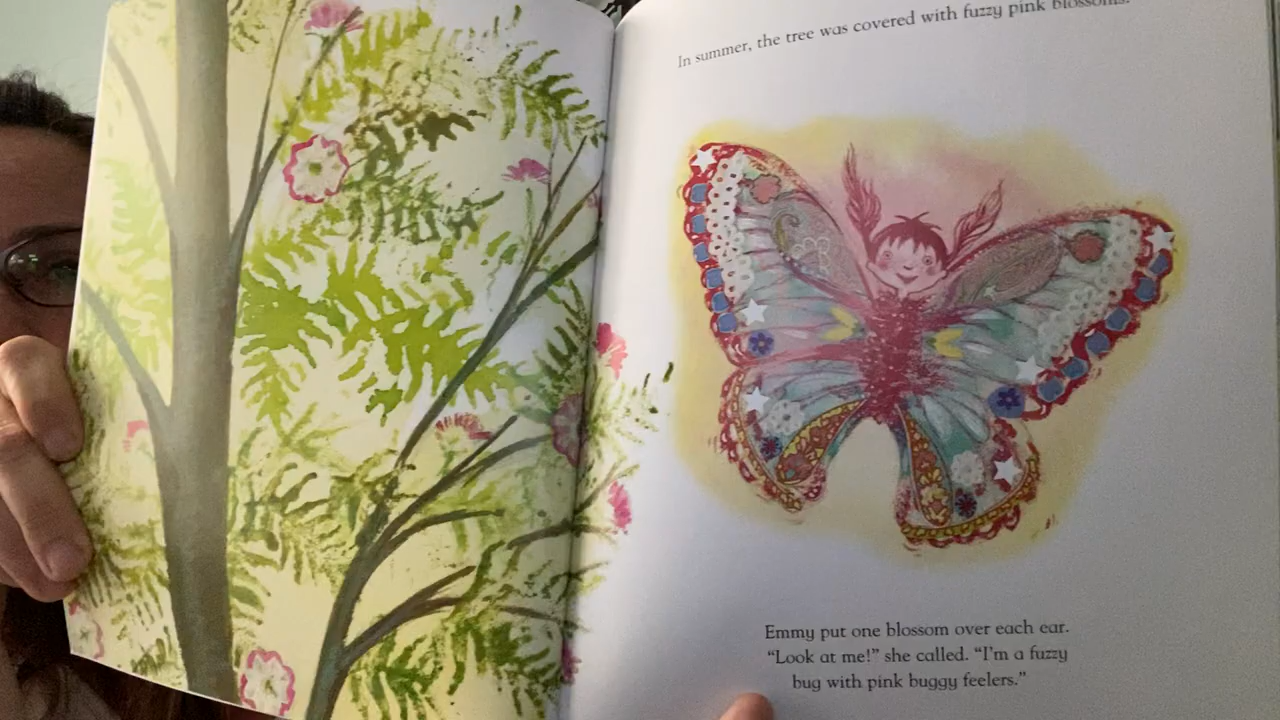 In summer, the tree was covered with fuzzy pink blossoms.
Emmy put one blossom over each ear.
“Look at me!” she called. “I’m a fuzzy
bug with pink buggy feelers.”